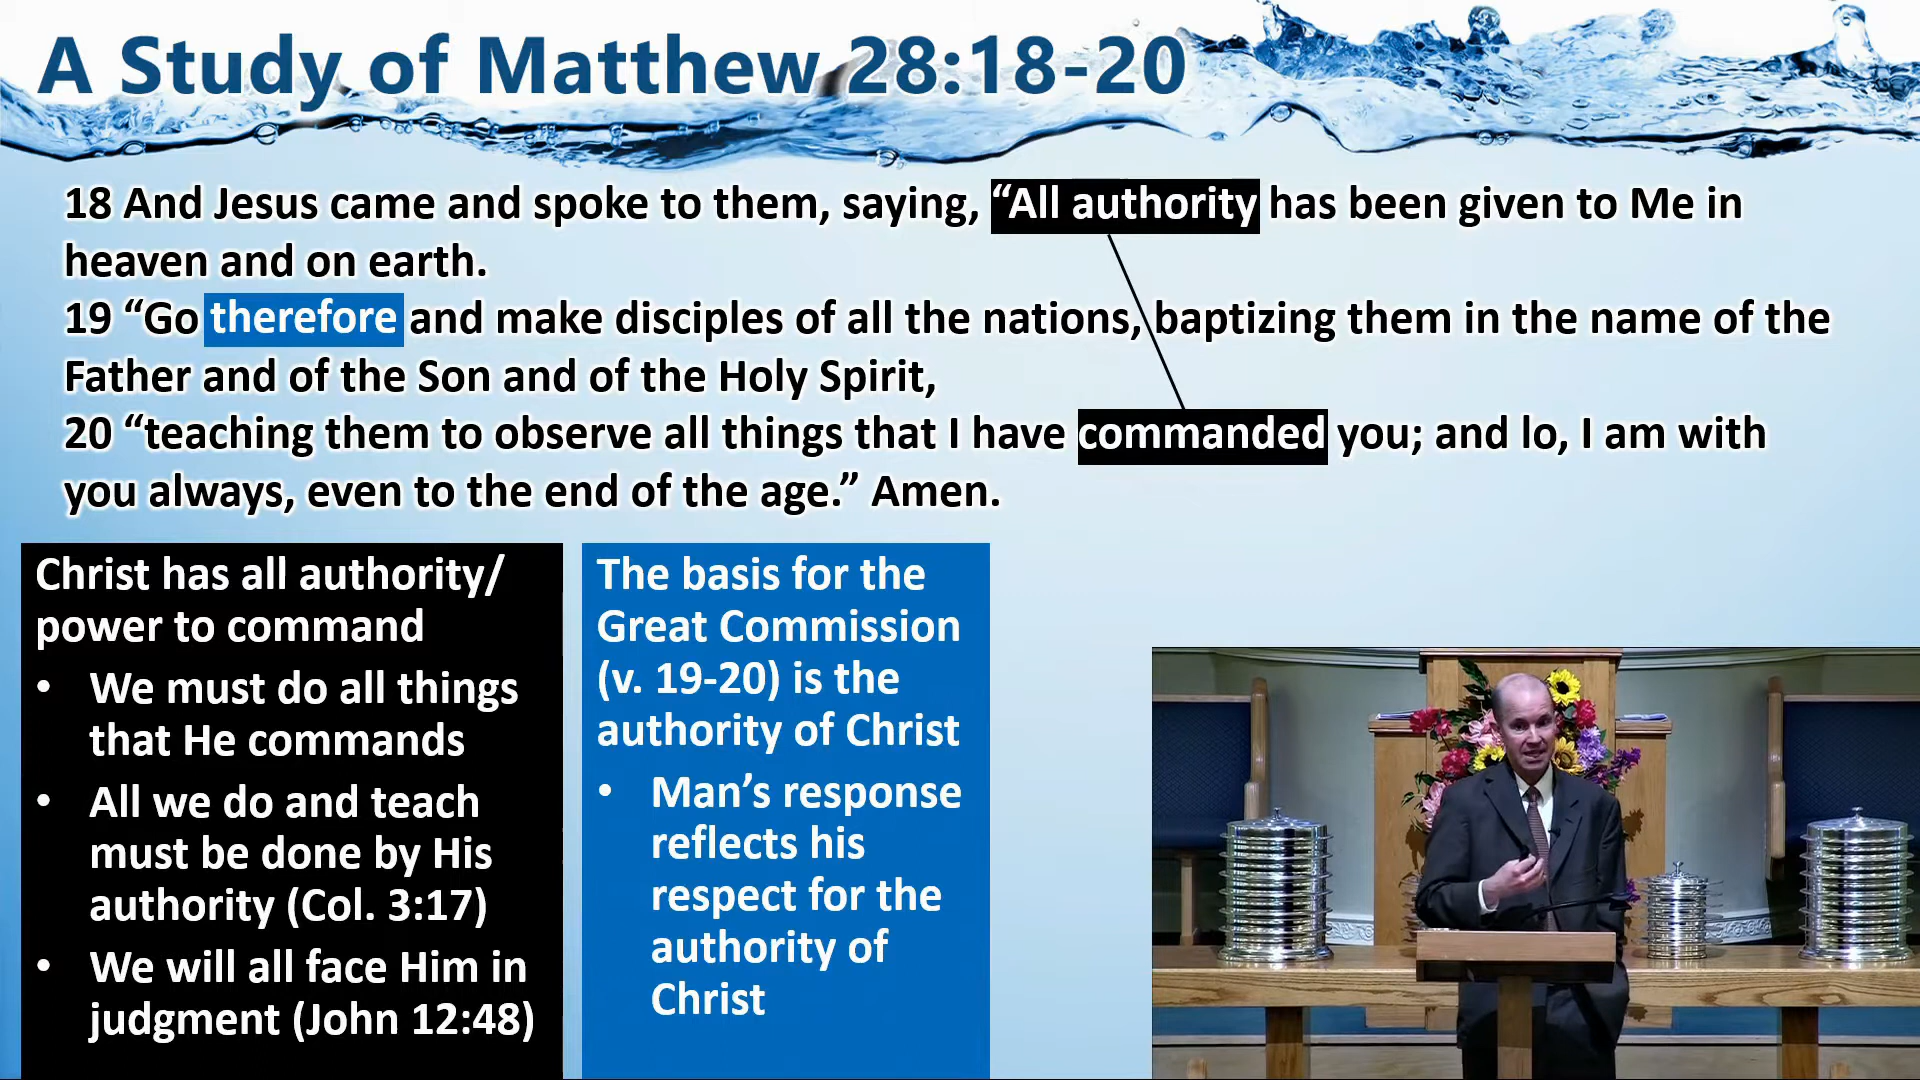 A Study of Matthew 28:18-20
18 And Jesus came and spoke to them, saying, “All authority has been given to Me in
heaven and on earth.
19 “Go therefore and make disciples of all the nations, baptizing them in the name of the
Father and of the Son and of the Holy Spirit,
20 “teaching them to observe all things that I have commanded you; and lo, I am with
you always, even to the end of the age.” Amen.
Christ has all authority/
power to command
• We must do all things
that He commands
• All we do and teach
must be done by His
authority (Col. 3:17)
• We will all face Him in
judgment (John 12:48)
The basis for the
Great Commission
(v. 19-20) is the
authority of Christ
• Man’s response
reflects his
respect for the
authority of
Christ